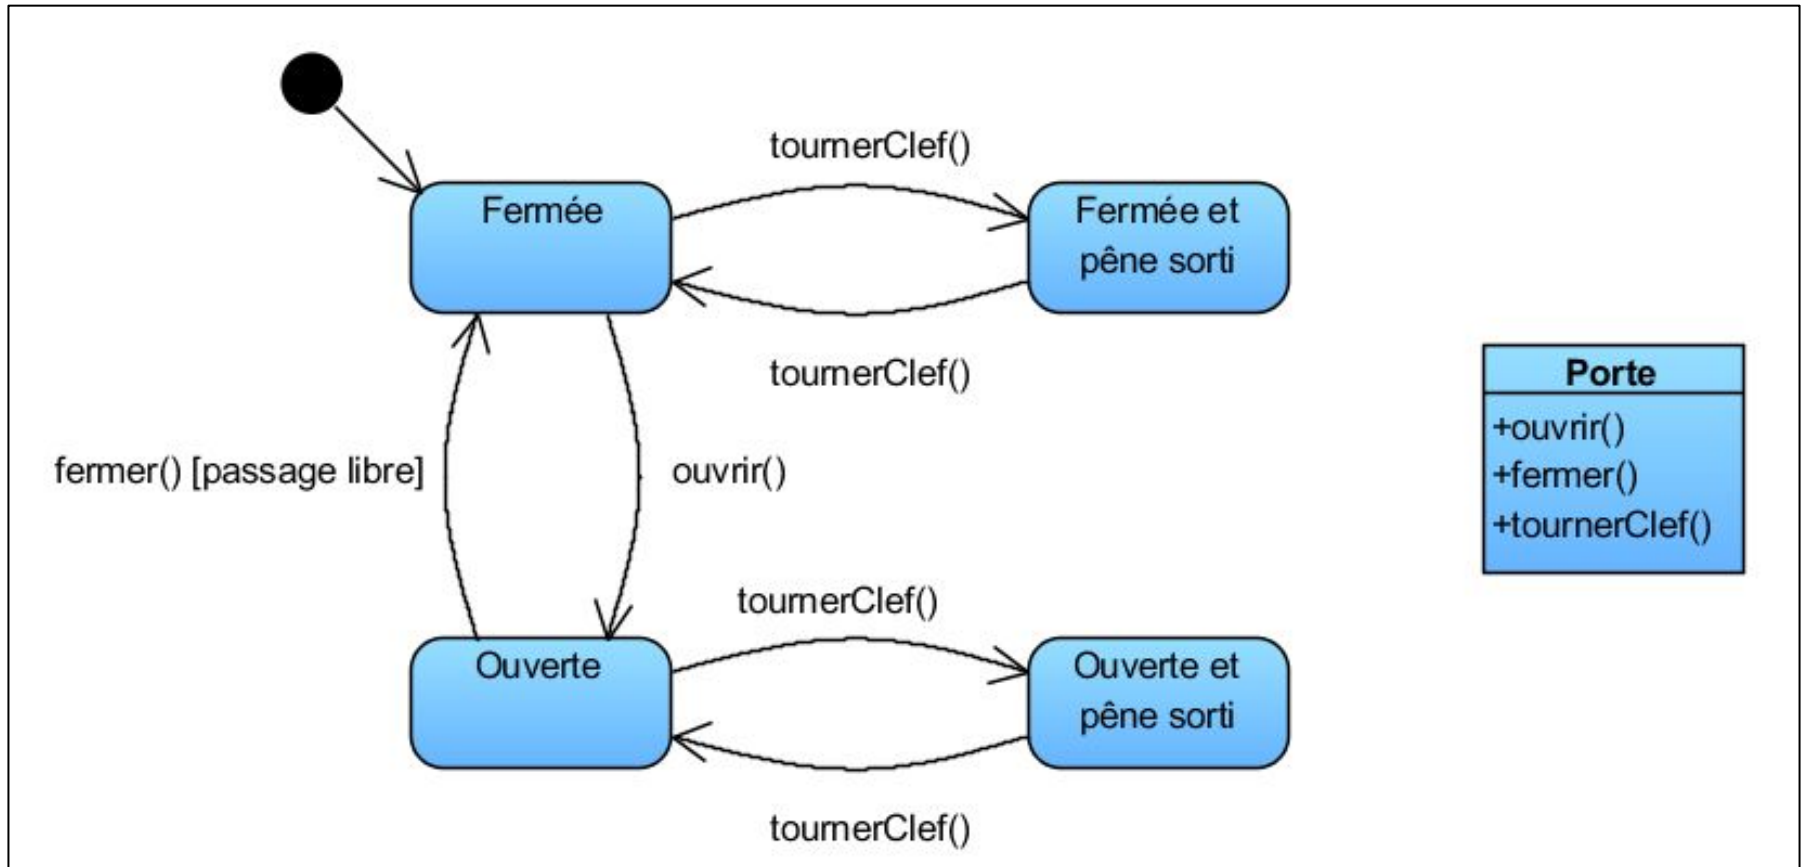 tournerClef()
Fermée
Fermée et
pêne sorti
tournerClef()
Porte
+ouvrir()
+fermer()
+tournerClef()
fermer() [passage libre]
ouvrir()
tournerClef()
Ouverte
Ouverte et
pêne sorti
tournerClef()